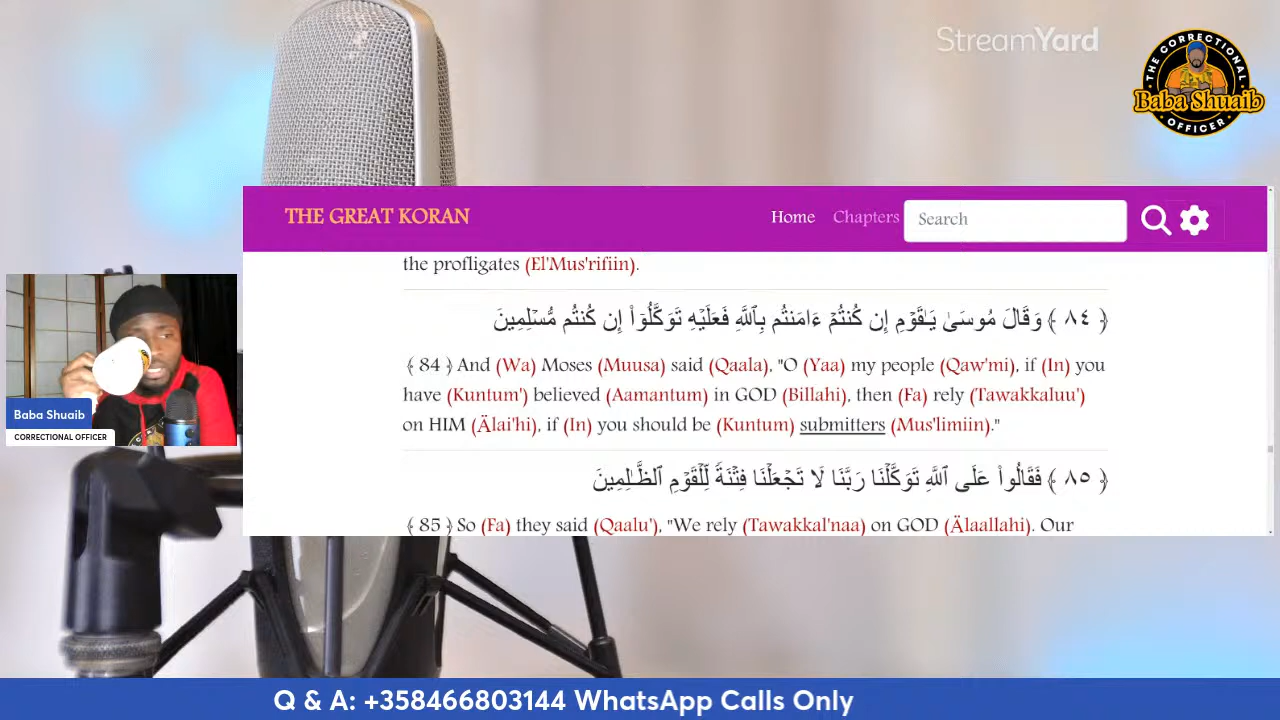 StreamYard
THE CORRECTIONAL
Baba Shuaib
OFFICER
THE GREAT KORAN
Home Chapters Search
the profligates (El'Mus'rifiin).
﴿ ٨٤ ﴾ وَقَالَ مُوسَىٰ يَـٰقَوْمِ إِن كُنتُمْ ءَامَنتُم بِٱللَّهِ فَعَلَيْهِ تَوَكَّلُوٓا۟ إِن كُنتُم مُّسْلِمِينَ
﴾ 84 ﴿ And (Wa) Moses (Muusa) said (Qaala), "O (Yaa) my people (Qaw'mi), if (In) you
have (Kuntum') believed (Aamantum) in GOD (Billahi), then (Fa) rely (Tawakkaluu')
on HIM (Älai'hi), if (In) you should be (Kuntum) submitters (Mus'limiin)."
﴿ ٨٥ ﴾ فَقَالُوا۟ عَلَى ٱللَّهِ تَوَكَّلْنَا رَبَّنَا لَا تَجْعَلْنَا فِتْنَةً لِّلْقَوْمِ ٱلظَّـٰلِمِينَ
﴾ 85 ﴿ So (Fa) they said (Qaalu'), "We rely (Tawakkal'naa) on GOD (Älaallahi). Our
Baba Shuaib
CORRECTIONAL OFFICER
Q & A: +358466803144 WhatsApp Calls Only